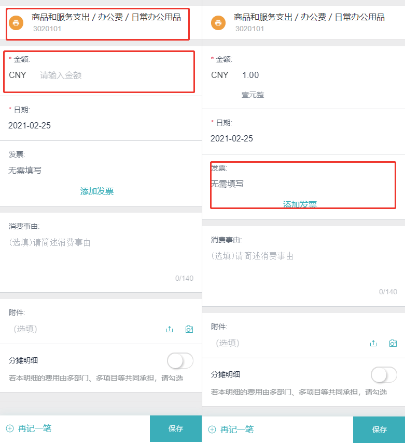 商品和服务支出 / 办公费 / 日常办公用品
3020101
* 金额:
CNY 请输入金额
* 日期:
2021-02-25
发票
无需填写
添加发票
消费事由:
(选填)请简述消费事由
0/140
附件:
(选填)
分摊明细
若本明细的费用由多部门、多项目等共同承担，请勾选
再记一笔
保存
商品和服务支出 / 办公费 / 日常办公用品
3020101
* 金额:
CNY 1.00
壹元整
* 日期:
2021-02-25
发票:
无需填写
添加发票
消费事由:
(选填)请简述消费事由
0/140
附件:
(选填)
分摊明细
若本明细的费用由多部门、多项目等共同承担，请勾选
再记一笔
保存